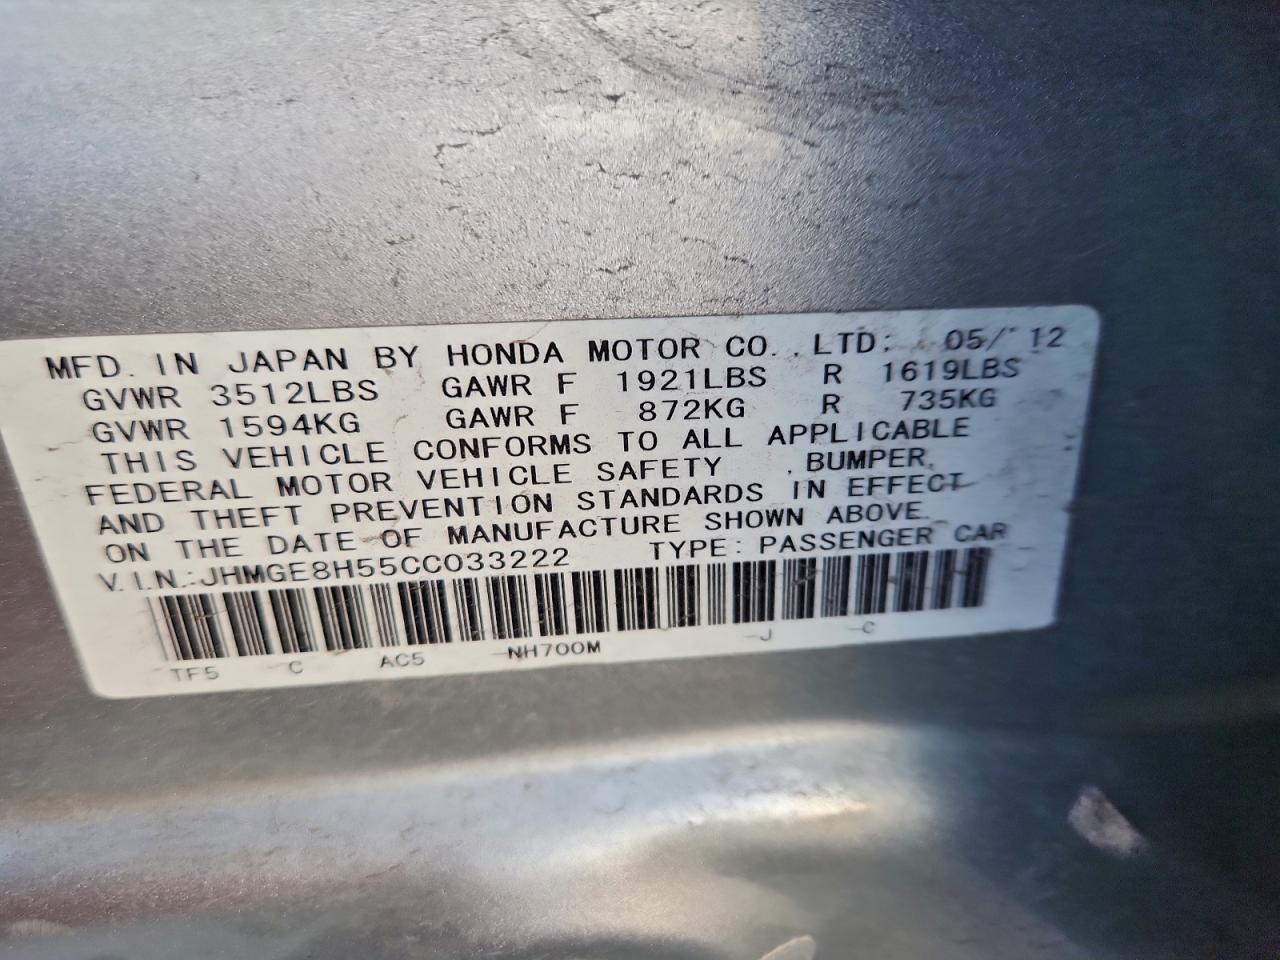 MFD. IN JAPAN BY HONDA MOTOR CO., LTD: 05/12
GVWR 3512LBS GAWR F 1921LBS R 1619LBS
GVWR 1594KG GAWR F 872KG R 735KG
THIS VEHICLE CONFORMS TO ALL APPLICABLE
FEDERAL MOTOR VEHICLE SAFETY , BUMPER,
AND THEFT PREVENTION STANDARDS IN EFFECT
ON THE DATE OF MANUFACTURE SHOWN ABOVE.
V.I.N.:JHMGE8H55CC033222 TYPE: PASSENGER CAR
TF5 C AC5 NH700M J C